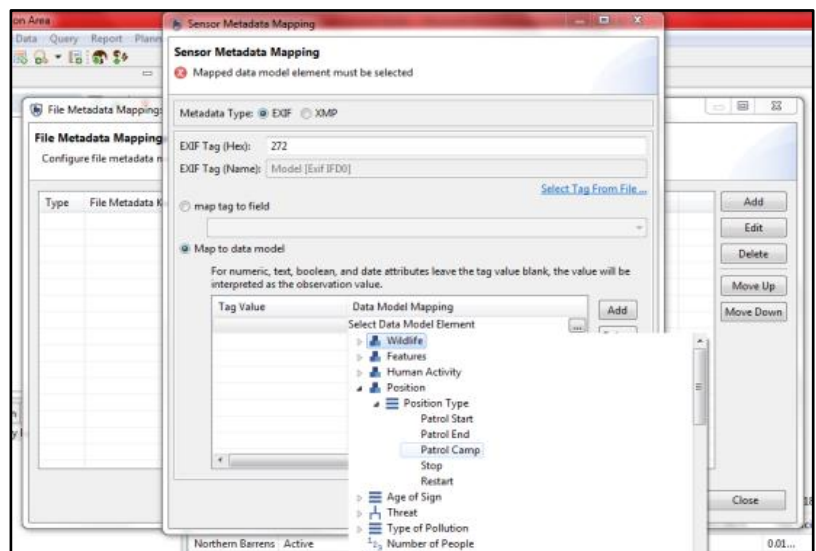 on Area
Data Query Report Plann
Sensor Metadata Mapping
Sensor Metadata Mapping
Mapped data model element must be selected
File Metadata Mapping:
File Metadata Mapping
Configure file metadata m
Metadata Type: EXIF XMP
EXIF Tag (Hex): 272
EXIF Tag (Name): Model [Exif IFD0]
Select Tag From File ...
map tag to field
Map to data model
For numeric, text, boolean, and date attributes leave the tag value blank, the value will be
interpreted as the observation value.
Type File Metadata K
Tag Value Data Model Mapping
Select Data Model Element ...
Wildlife
Features
Human Activity
Position
Position Type
Patrol Start
Patrol End
Patrol Camp
Stop
Restart
Age of Sign
Threat
Type of Pollution
Number of People
Add
Add
Edit
Delete
Move Up
Move Down
Close
Northern Barrens Active 0.01...